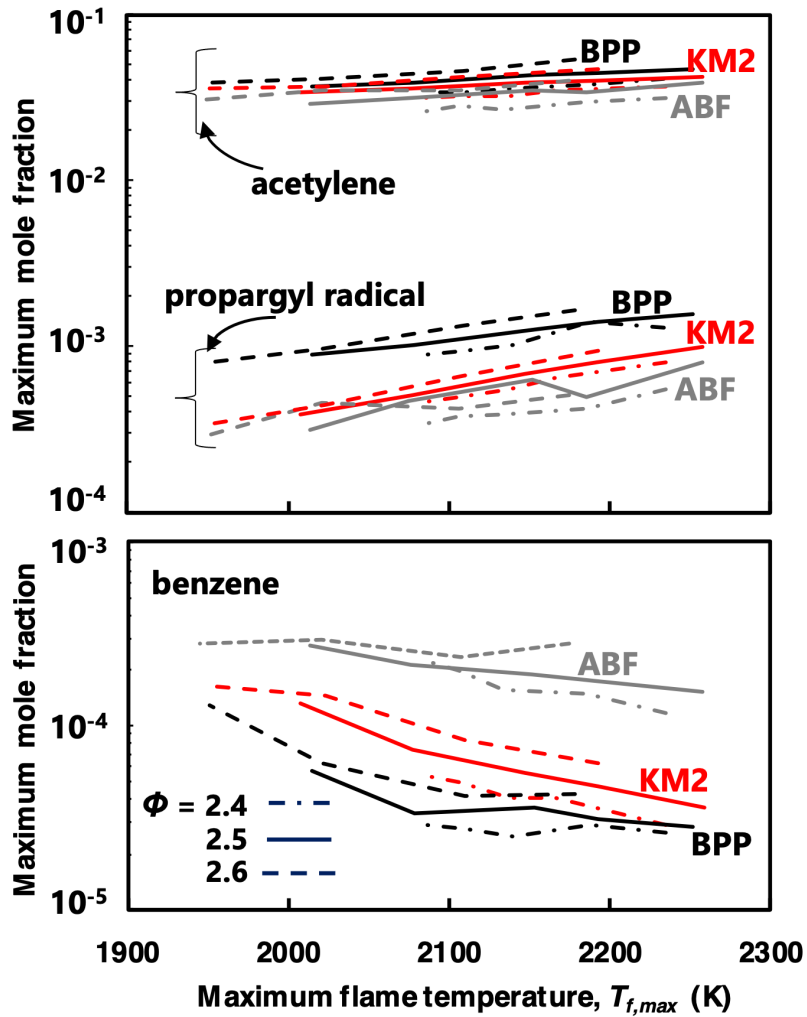 10-1
BPP
KM2
ABF
acetylene
10-2
Maximum mole fraction
propargyl radical
BPP
10-3
KM2
ABF
10-4
10-3
benzene
ABF
Maximum mole fraction
10-4
KM2
Φ = 2.4
2.5
BPP
2.6
10-5
1900 2000 2100 2200 2300
Maximum flame temperature, Tf,max (K)